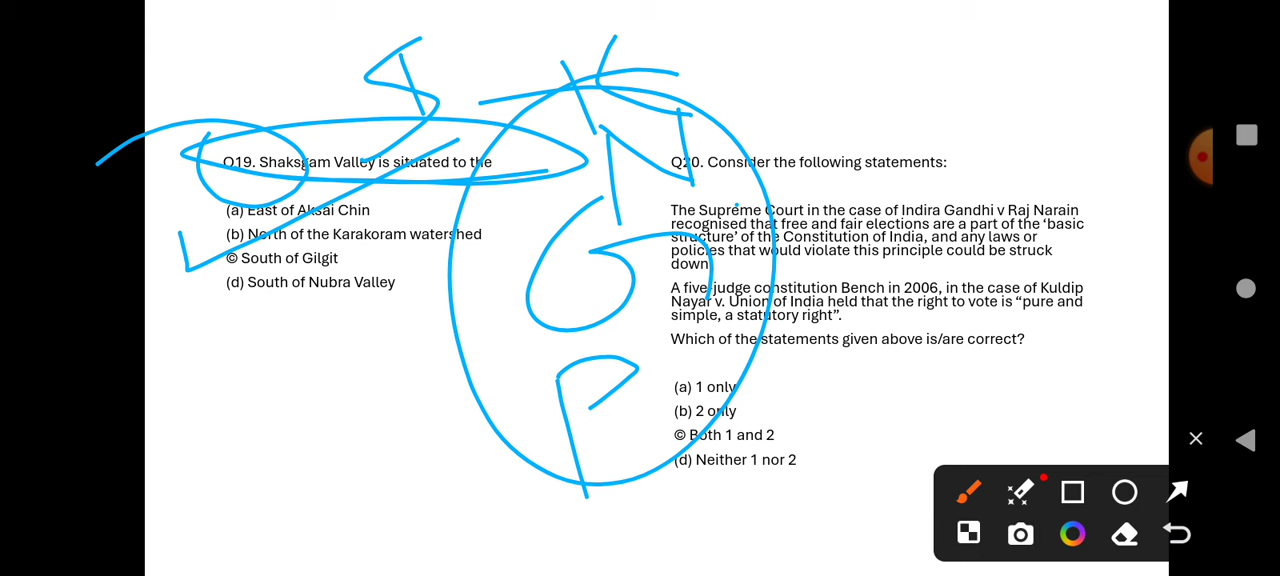 Q19. Shaksgam Valley is situated to the
(a) East of Aksai Chin
(b) North of the Karakoram watershed
© South of Gilgit
(d) South of Nubra Valley
Q20. Consider the following statements:
The Supreme Court in the case of Indira Gandhi v Raj Narain
recognised that free and fair elections are a part of the ‘basic
structure’ of the Constitution of India, and any laws or
policies that would violate this principle could be struck
down
A five-judge constitution Bench in 2006, in the case of Kuldip
Nayar v. Union of India held that the right to vote is “pure and
simple, a statutory right”.
Which of the statements given above is/are correct?
(a) 1 only
(b) 2 only
© Both 1 and 2
(d) Neither 1 nor 2
S
K
N
G
P